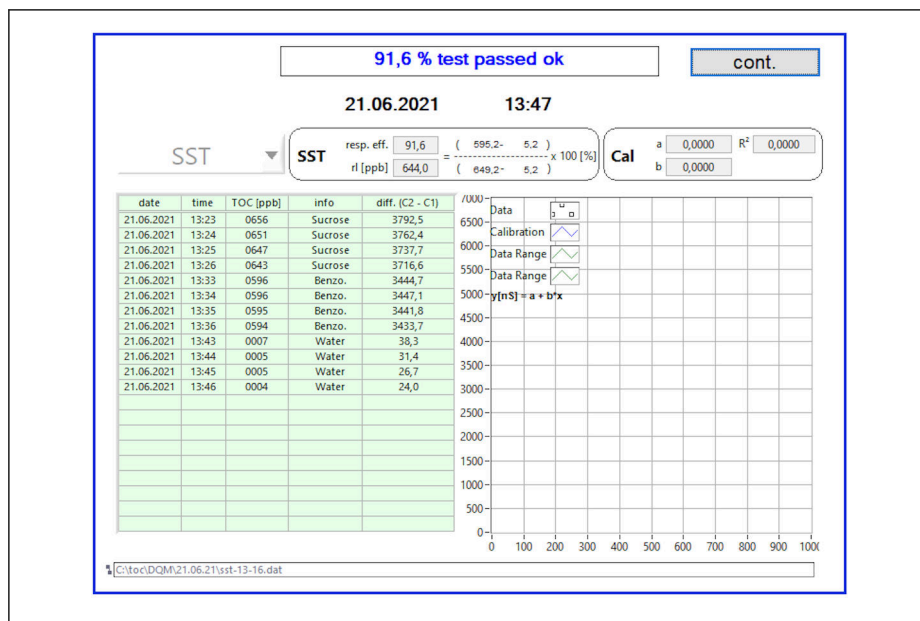 91,6 % test passed ok
cont.
21.06.2021 13:47
SST
SST
resp. eff. 91,6
rl [ppb] 644,0
= ( 595,2- 5,2 )
---------------- x 100 [%]
( 649,2- 5,2 )
Cal
a 0,0000 R² 0,0000
b 0,0000
date time TOC [ppb] info diff. (C2 - C1)
21.06.2021 13:23 0656 Sucrose 3792,5
21.06.2021 13:24 0651 Sucrose 3762,4
21.06.2021 13:25 0647 Sucrose 3737,7
21.06.2021 13:26 0643 Sucrose 3716,6
21.06.2021 13:33 0596 Benzo. 3444,7
21.06.2021 13:34 0596 Benzo. 3447,1
21.06.2021 13:35 0595 Benzo. 3441,8
21.06.2021 13:36 0594 Benzo. 3433,7
21.06.2021 13:43 0007 Water 38,3
21.06.2021 13:44 0005 Water 31,4
21.06.2021 13:45 0005 Water 26,7
21.06.2021 13:46 0004 Water 24,0
7000
6500
6000
5500
5000
4500
4000
3500
3000
2500
2000
1500
1000
500
0
Data
Calibration
Data Range
Data Range
y[nS] = a + b*x
0 100 200 300 400 500 600 700 800 900 1000
C:\toc\DQM\21.06.21\sst-13-16.dat